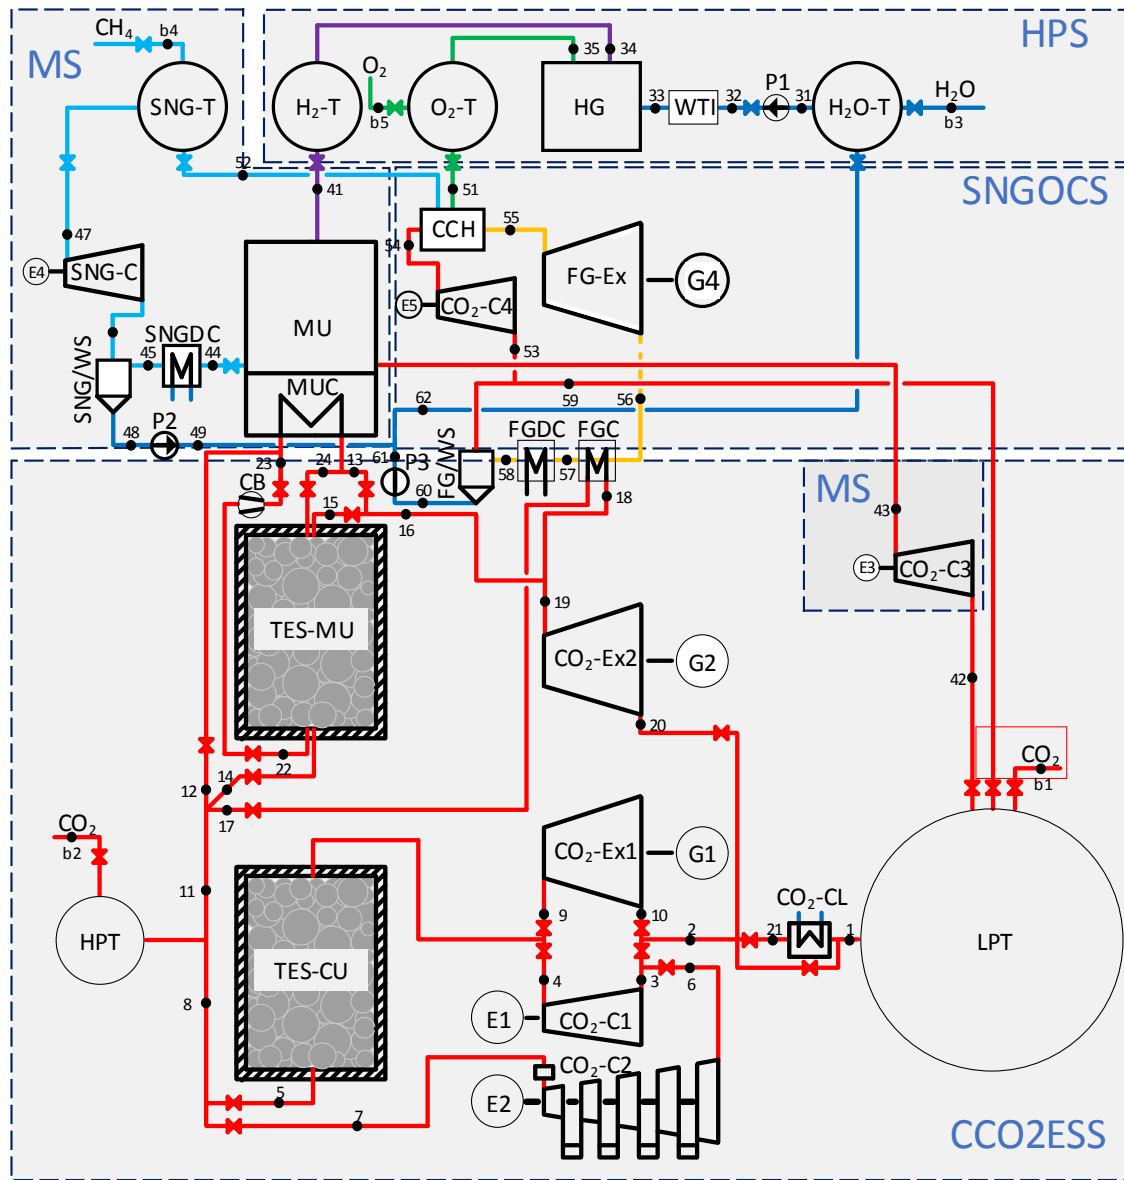 CH4
b4
MS
HPS
SNG-T
H2-T
O2
b5
O2-T
35
34
HG
33
WTI
32
P1
31
H2O-T
H2O
b3
52
41
51
SNGOCS
47
E4
SNG-C
CCH
55
54
FG-Ex
G4
E5
CO2-C4
53
MU
SNGDC
45
44
SNG/WS
MUC
59
56
62
P2
48
49
FGDC
FGC
61
P3
FG/WS
58
57
60
18
23
24
13
CB
15
16
MS
43
E3
CO2-C3
TES-MU
19
CO2-Ex2
G2
42
20
22
14
12
17
CO2
b1
CO2
b2
CO2-Ex1
G1
11
9
10
CO2-CL
2
21
1
HPT
LPT
TES-CU
4
3
6
8
E1
CO2-C1
CO2-C2
5
7
E2
CCO2ESS